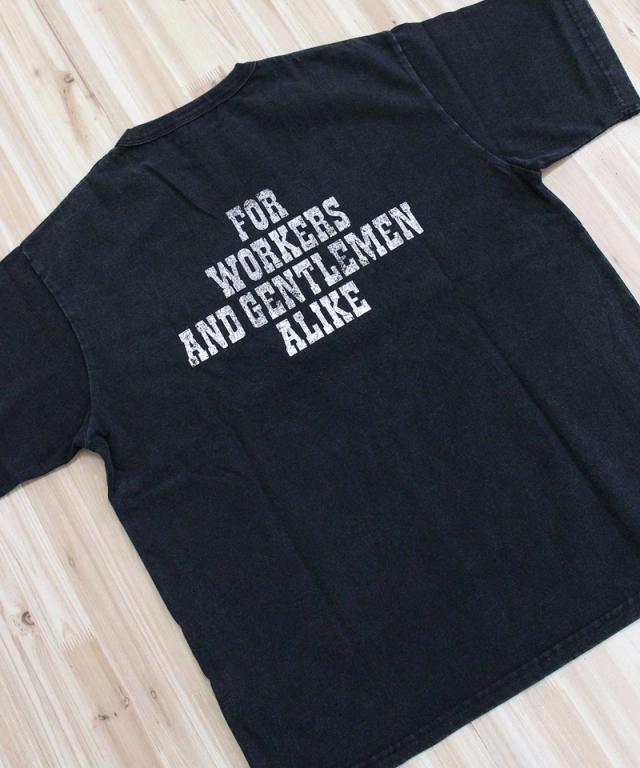 FOR
WORKERS
AND GENTLEMEN
ALIKE